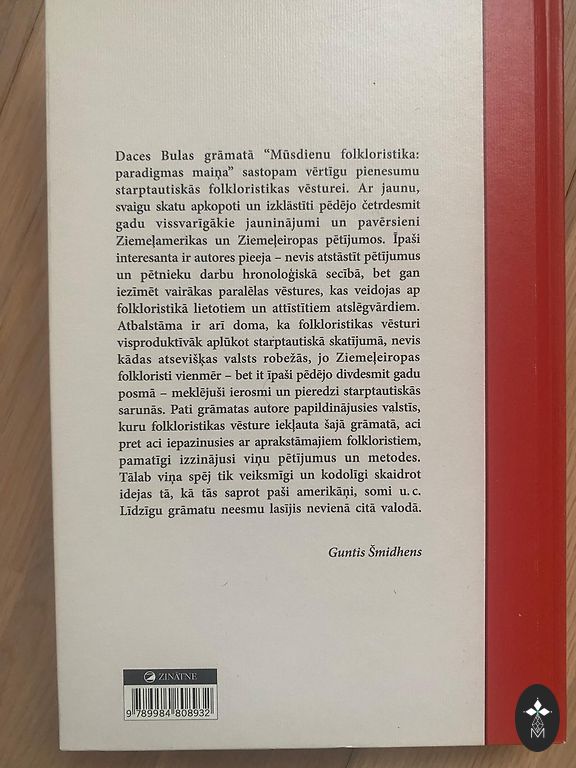 Daces Bulas grāmatā “Mūsdienu folkloristika:
paradigmas maiņa” sastopam vērtīgu pienesumu
starptautiskās folkloristikas vēsturei. Ar jaunu,
svaigu skatu apkopoti un izklāstīti pēdējo četrdesmit
gadu vissvarīgākie jauninājumi un pavērsieni
Ziemeļamerikas un Ziemeļeiropas pētījumos. Īpaši
interesanta ir autores pieeja – nevis atstāstīt pētījumus
un pētnieku darbu hronoloģiskā secībā, bet gan
iezīmēt vairākas paralēlas vēstures, kas veidojas ap
folkloristikā lietotiem un attīstītiem atslēgvārdiem.
Atbalstāma ir arī doma, ka folkloristikas vēsturi
visproduktīvāk aplūkot starptautiskā skatījumā, nevis
kādas atsevišķas valsts robežās, jo Ziemeļeiropas
folkloristi vienmēr – bet it īpaši pēdējo divdesmit gadu
posmā – meklējuši ierosmi un pieredzi starptautiskās
sarunās. Pati grāmatas autore papildinājusies valstīs,
kuru folkloristikas vēsture iekļauta šajā grāmatā, aci
pret aci iepazinusies ar aprakstāmajiem folkloristiem,
pamatīgi izzinājusi viņu pētījumus un metodes.
Tālab viņa spēj tik veiksmīgi un kodolīgi skaidrot
idejas tā, kā tās saprot paši amerikāņi, somi u. c.
Līdzīgu grāmatu neesmu lasījis nevienā citā valodā.
Guntis Šmidhens
ZINĀTNE
9 789984 808932
M